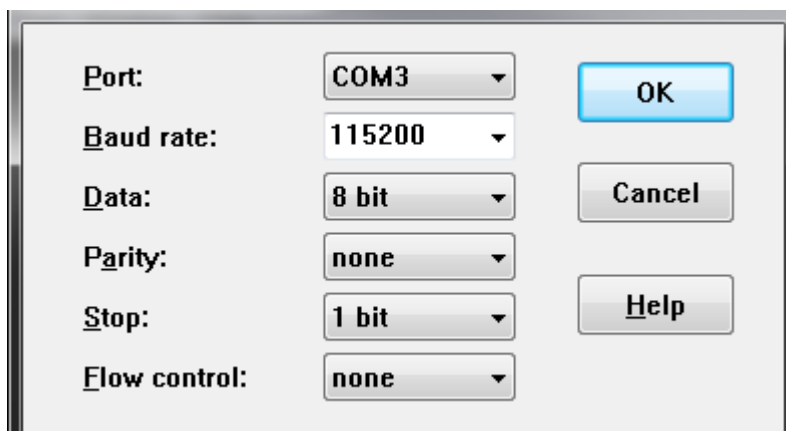 Port: COM3 OK
Baud rate: 115200
Data: 8 bit Cancel
Parity: none
Stop: 1 bit Help
Flow control: none